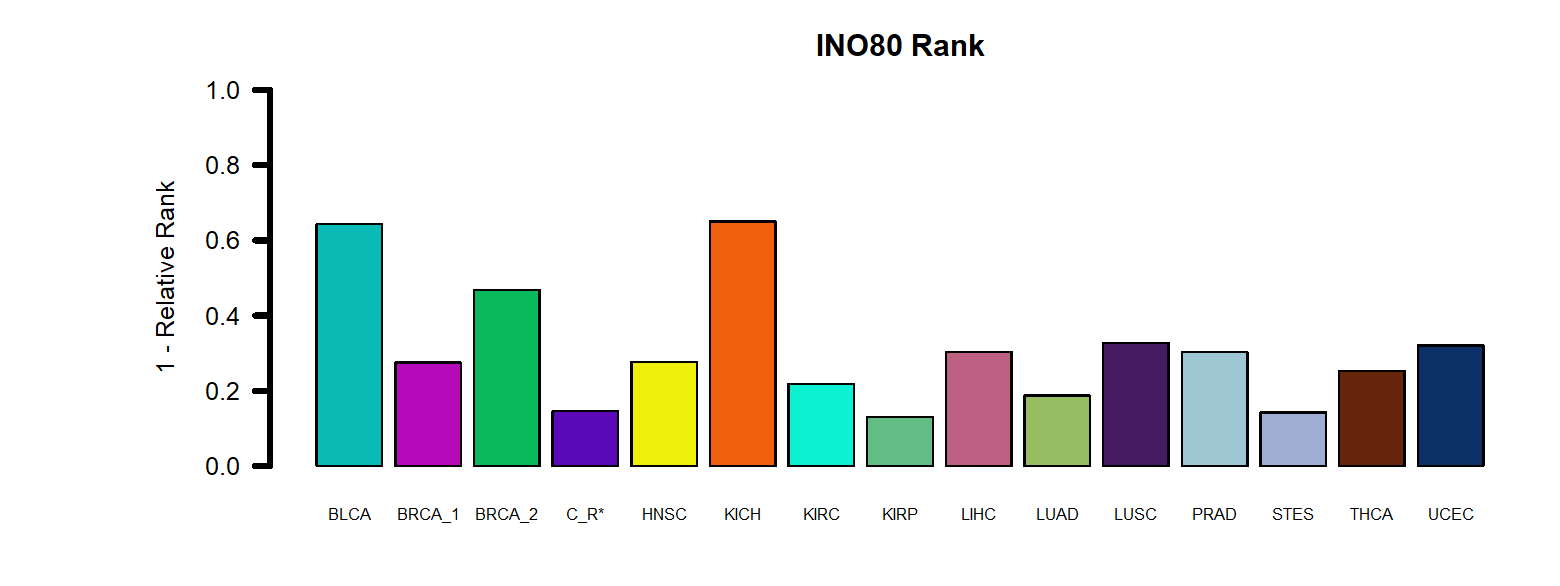 INO80 Rank
1 - Relative Rank
1.0
0.8
0.6
0.4
0.2
0.0
BLCA BRCA_1 BRCA_2 C_R* HNSC KICH KIRC KIRP LIHC LUAD LUSC PRAD STES THCA UCEC